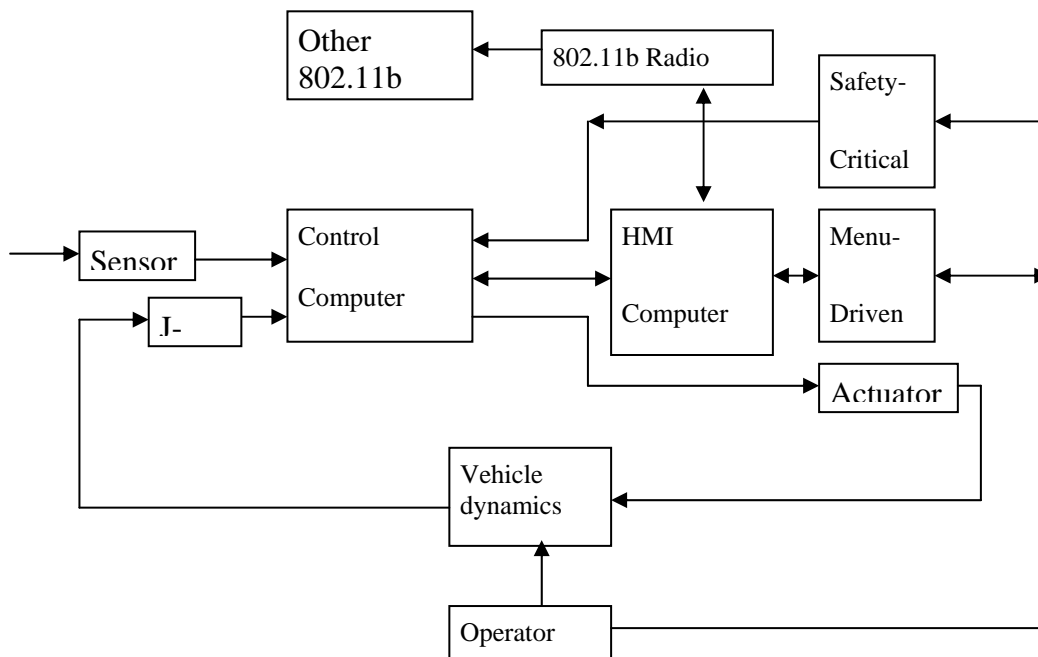 Other
802.11b
802.11b Radio
Safety-
Critical
Sensor
Control
Computer
HMI
Computer
Menu-
Driven
J-
Actuator
Vehicle
dynamics
Operator